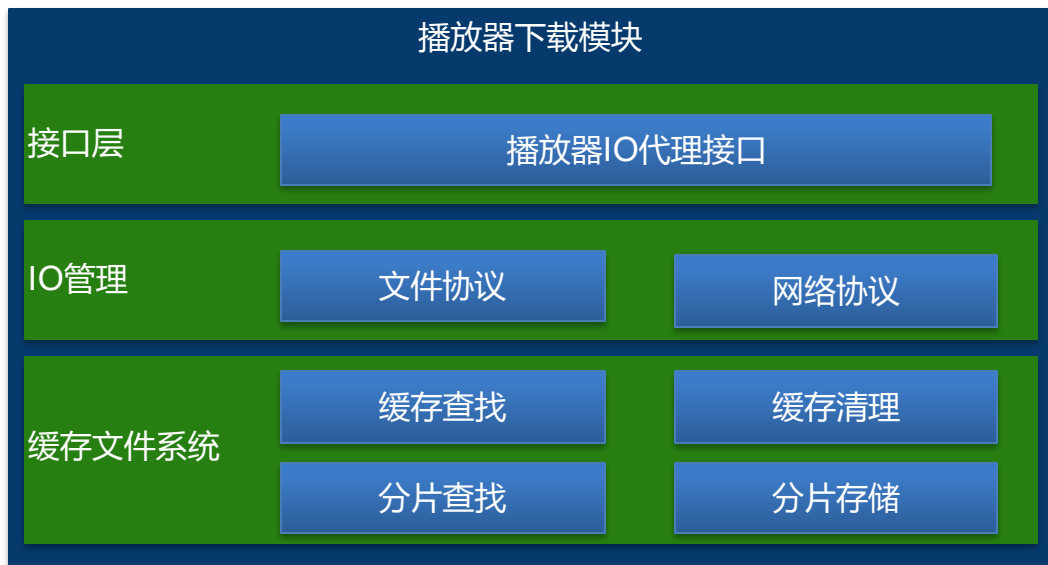 播放器下载模块
接口层
播放器IO代理接口
IO管理
文件协议
网络协议
缓存文件系统
缓存查找
缓存清理
分片查找
分片存储